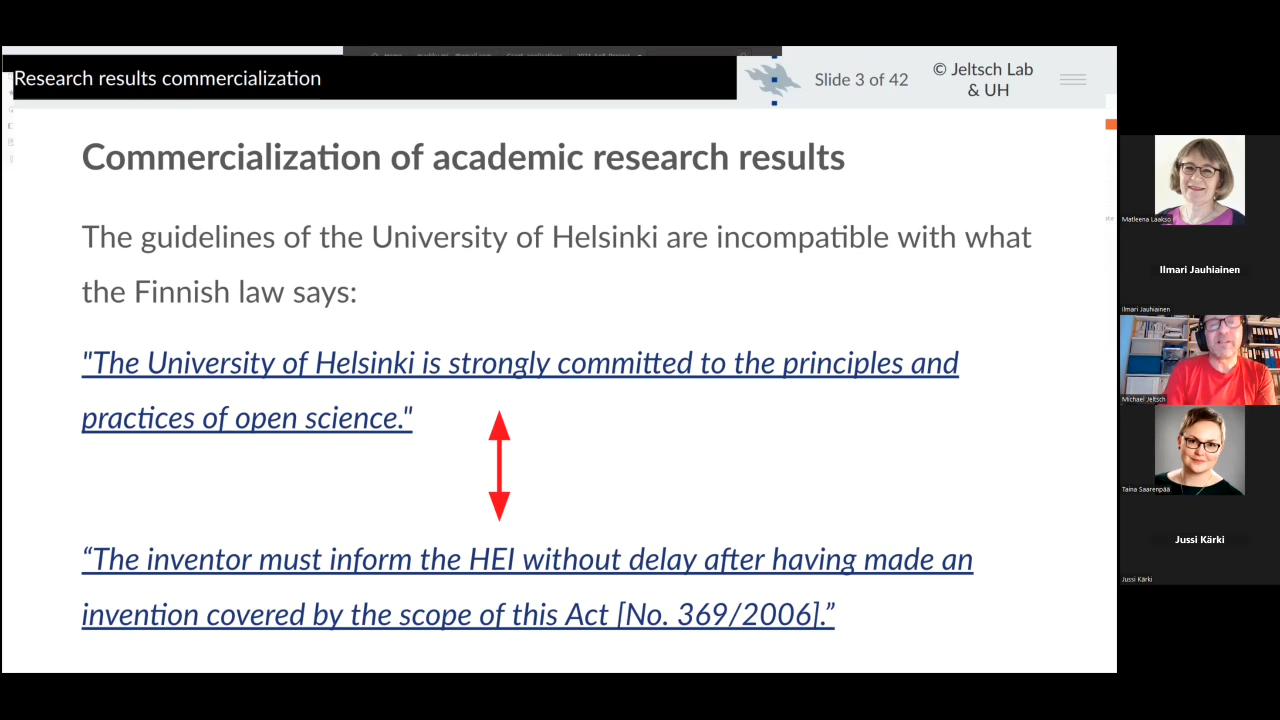 Research results commercialization
Slide 3 of 42
© Jeltsch Lab
& UH
Commercialization of academic research results
The guidelines of the University of Helsinki are incompatible with what
the Finnish law says:
"The University of Helsinki is strongly committed to the principles and
practices of open science."
“The inventor must inform the HEI without delay after having made an
invention covered by the scope of this Act [No. 369/2006].”
Matleena Laakso
Ilmari Jauhiainen
Ilmari Jauhiainen
Michael Jeltsch
Taina Saarenpää
Jussi Kärki
Jussi Kärki